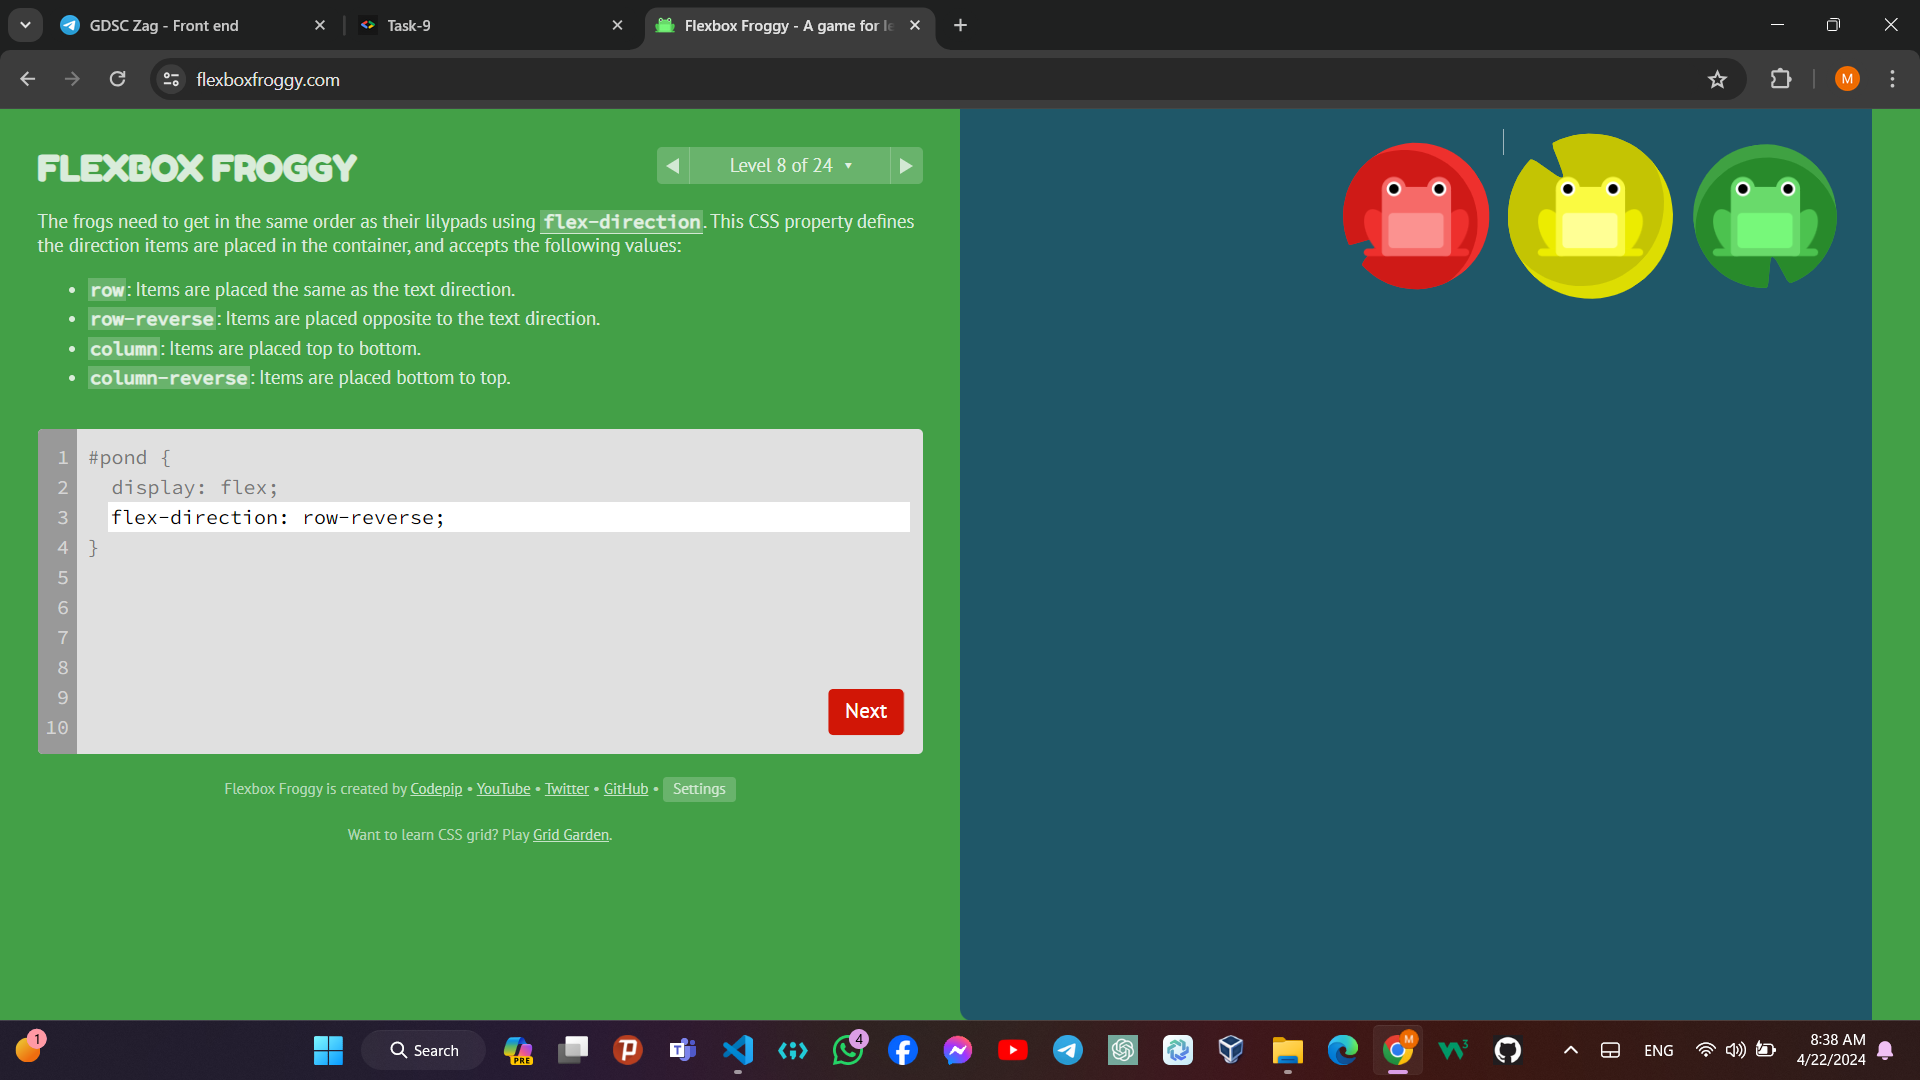 GDSC Zag - Front end
Task-9
Flexbox Froggy - A game for le
flexboxfroggy.com
M
FLEXBOX FROGGY
Level 8 of 24
The frogs need to get in the same order as their lilypads using flex-direction. This CSS property defines
the direction items are placed in the container, and accepts the following values:
• row: Items are placed the same as the text direction.
• row-reverse: Items are placed opposite to the text direction.
• column: Items are placed top to bottom.
• column-reverse: Items are placed bottom to top.
1 #pond {
2 display: flex;
3 flex-direction: row-reverse;
4 }
5
6
7
8
9
10
Next
Flexbox Froggy is created by Codepip • YouTube • Twitter • GitHub • Settings
Want to learn CSS grid? Play Grid Garden.
1
Search
PRE
T
4
M
W3
ENG
8:38 AM
4/22/2024